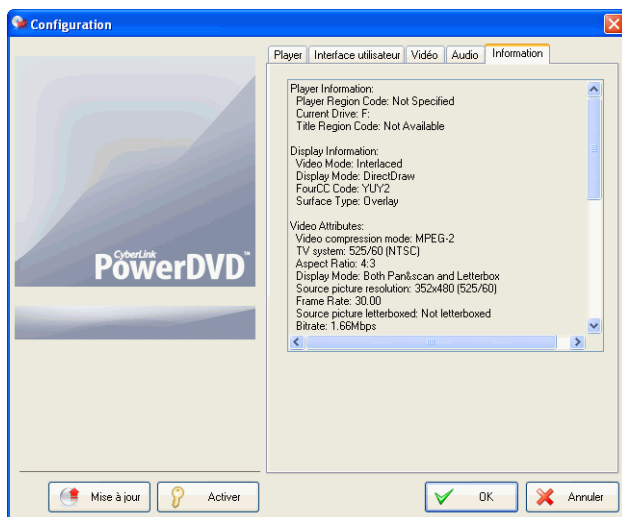 Configuration
Player
Interface utilisateur
Vidéo
Audio
Information
CyberLink
PowerDVD™
Player Information:
Player Region Code: Not Specified
Current Drive: F:
Title Region Code: Not Available
Display Information:
Video Mode: Interlaced
Display Mode: DirectDraw
FourCC Code: YUY2
Surface Type: Overlay
Video Attributes:
Video compression mode: MPEG-2
TV system: 525/60 (NTSC)
Aspect Ratio: 4:3
Display Mode: Both Pan&scan and Letterbox
Source picture resolution: 352x480 (525/60)
Frame Rate: 30.00
Source picture letterboxed: Not letterboxed
Bitrate: 1.66Mbps
Mise à jour
Activer
OK
Annuler